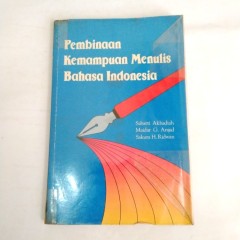 Pembinaan
Kemampuan Menulis
Bahasa Indonesia
Sabarti Akhadiah
Maidar G. Arsjad
Sakura H. Ridwan